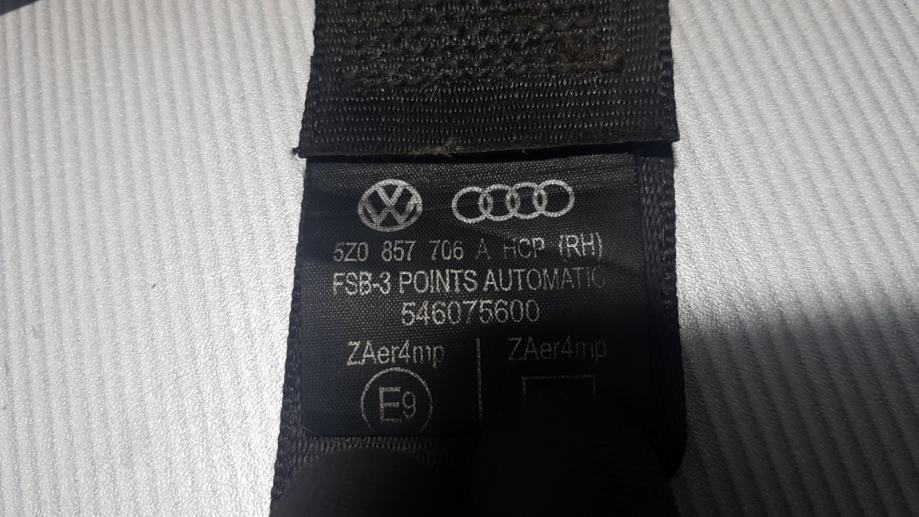 5Z0 857 706 A HCP (RH)
FSB-3 POINTS AUTOMATIC
546075600
ZAer4mp ZAer4mp
E9